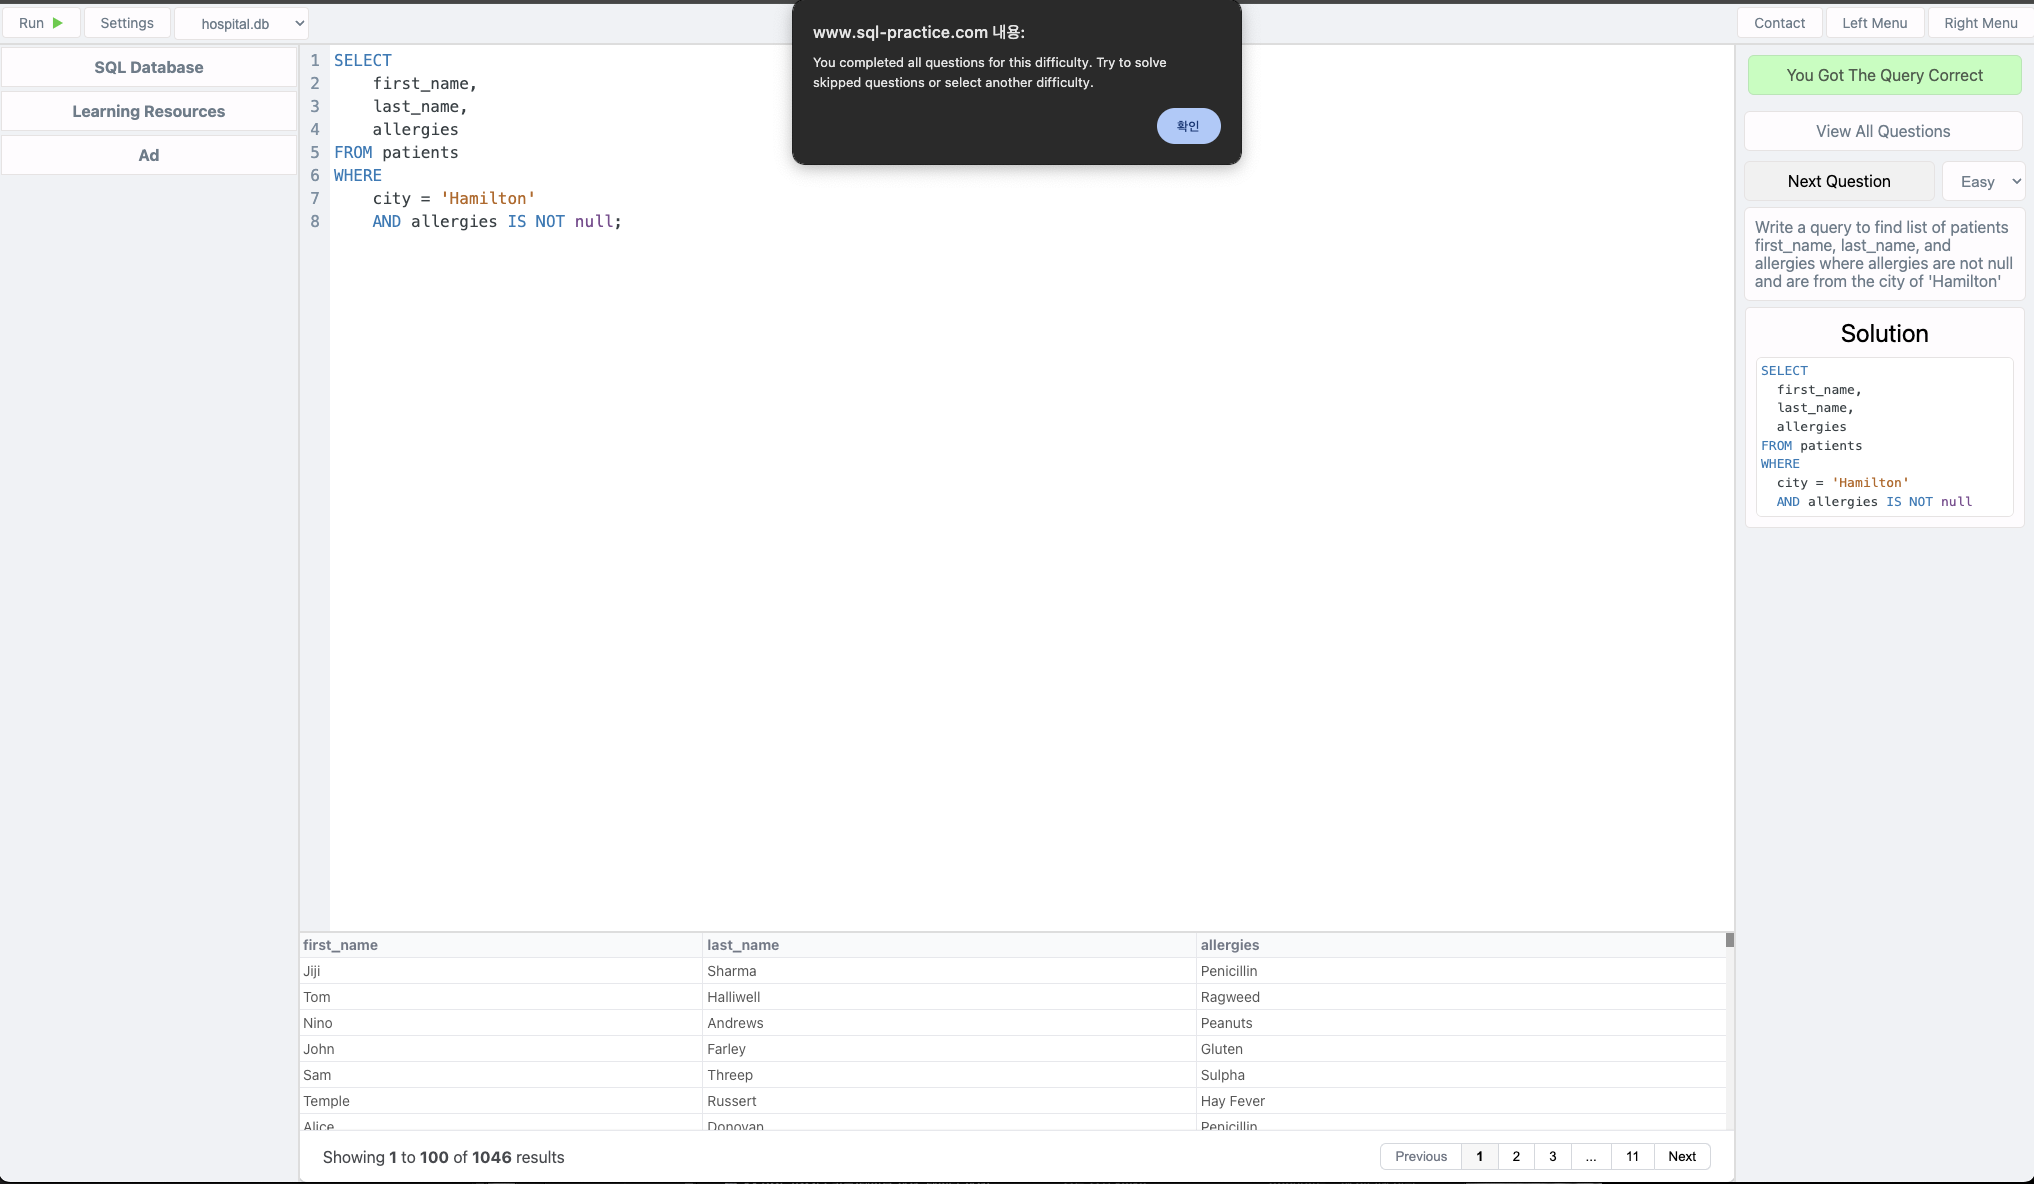 Run
Settings
hospital.db
Contact
Left Menu
Right Menu
www.sql-practice.com 내용:
You completed all questions for this difficulty. Try to solve
skipped questions or select another difficulty.
확인
SQL Database
Learning Resources
Ad
1 SELECT
2 first_name,
3 last_name,
4 allergies
5 FROM patients
6 WHERE
7 city = 'Hamilton'
8 AND allergies IS NOT null;
You Got The Query Correct
View All Questions
Next Question
Easy
Write a query to find list of patients
first_name, last_name, and
allergies where allergies are not null
and are from the city of 'Hamilton'
Solution
SELECT
first_name,
last_name,
allergies
FROM patients
WHERE
city = 'Hamilton'
AND allergies IS NOT null
first_name last_name allergies
Jiji Sharma Penicillin
Tom Halliwell Ragweed
Nino Andrews Peanuts
John Farley Gluten
Sam Threep Sulpha
Temple Russert Hay Fever
Alice Donovan Penicillin
Showing 1 to 100 of 1046 results
Previous 1 2 3 ... 11 Next